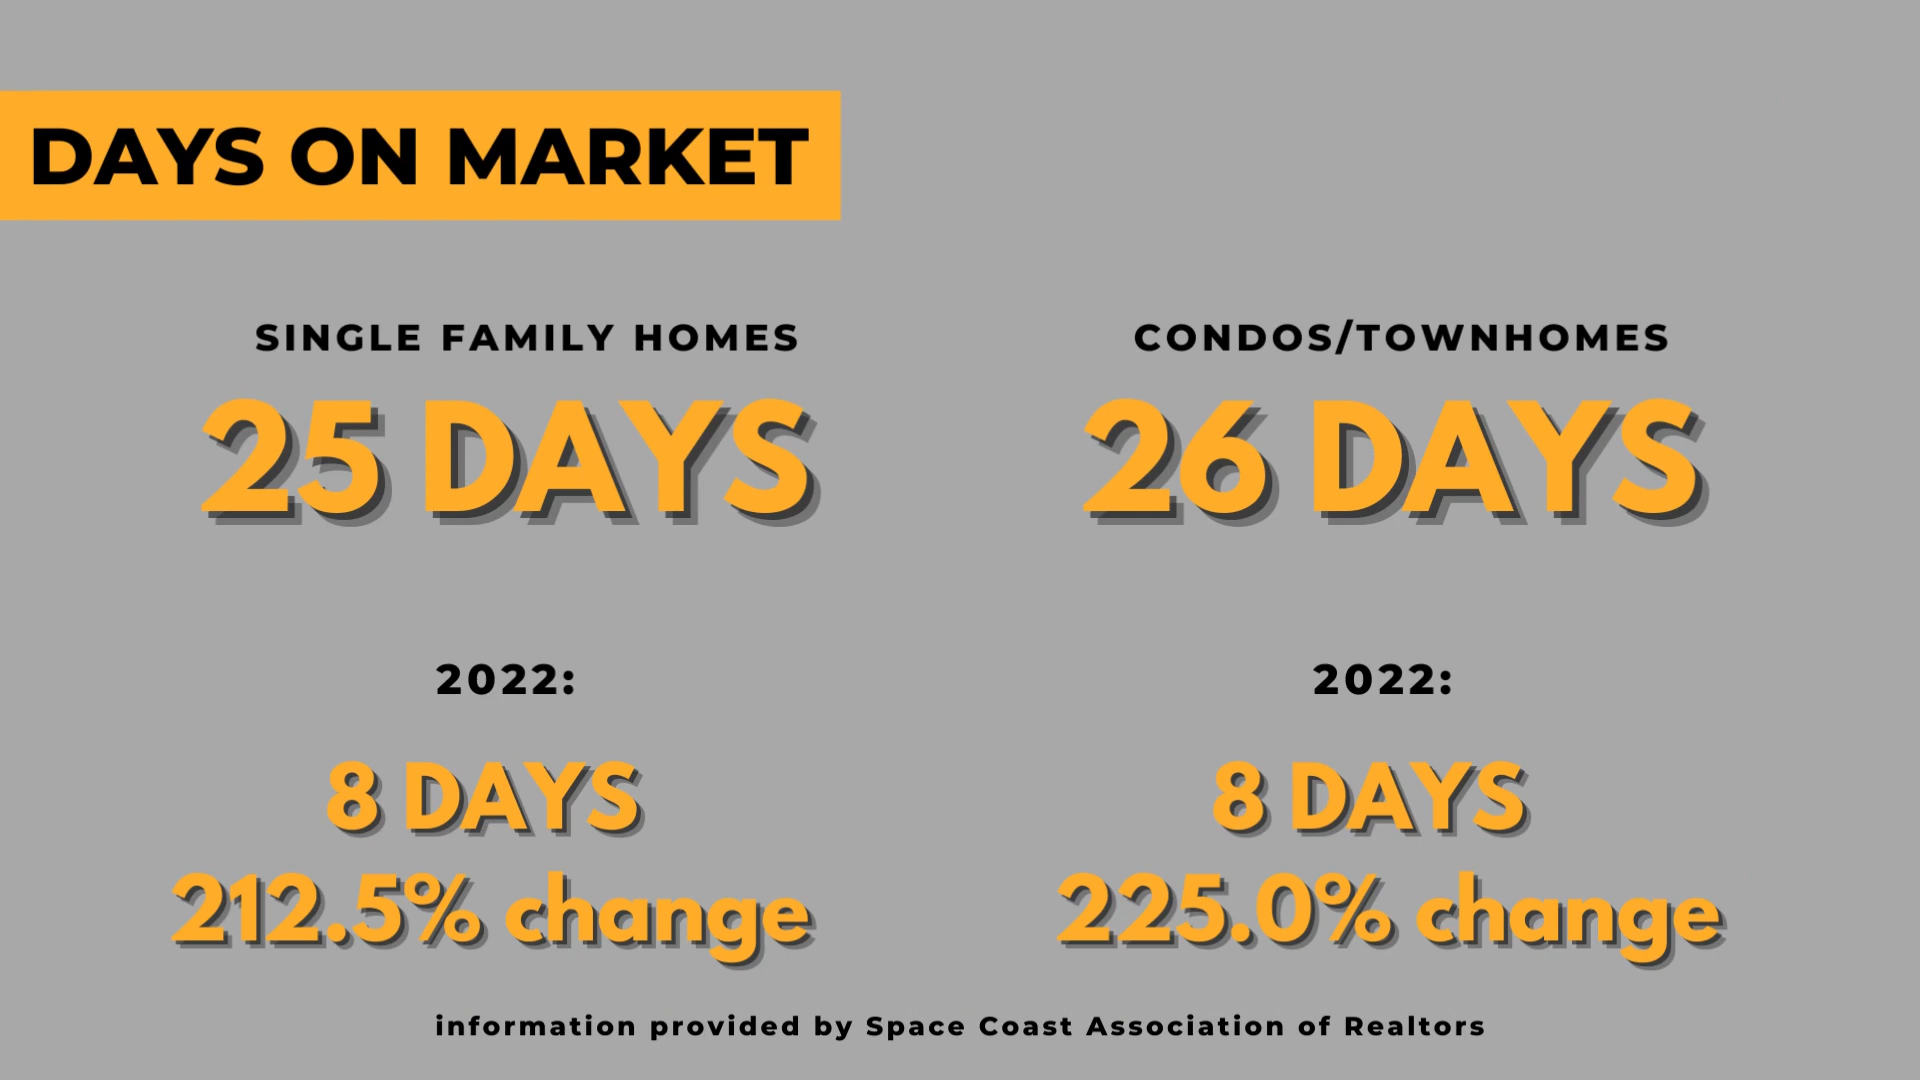 DAYS ON MARKET
SINGLE FAMILY HOMES
25 DAYS
2022:
8 DAYS
212.5% change
CONDOS/TOWNHOMES
26 DAYS
2022:
8 DAYS
225.0% change
information provided by Space Coast Association of Realtors